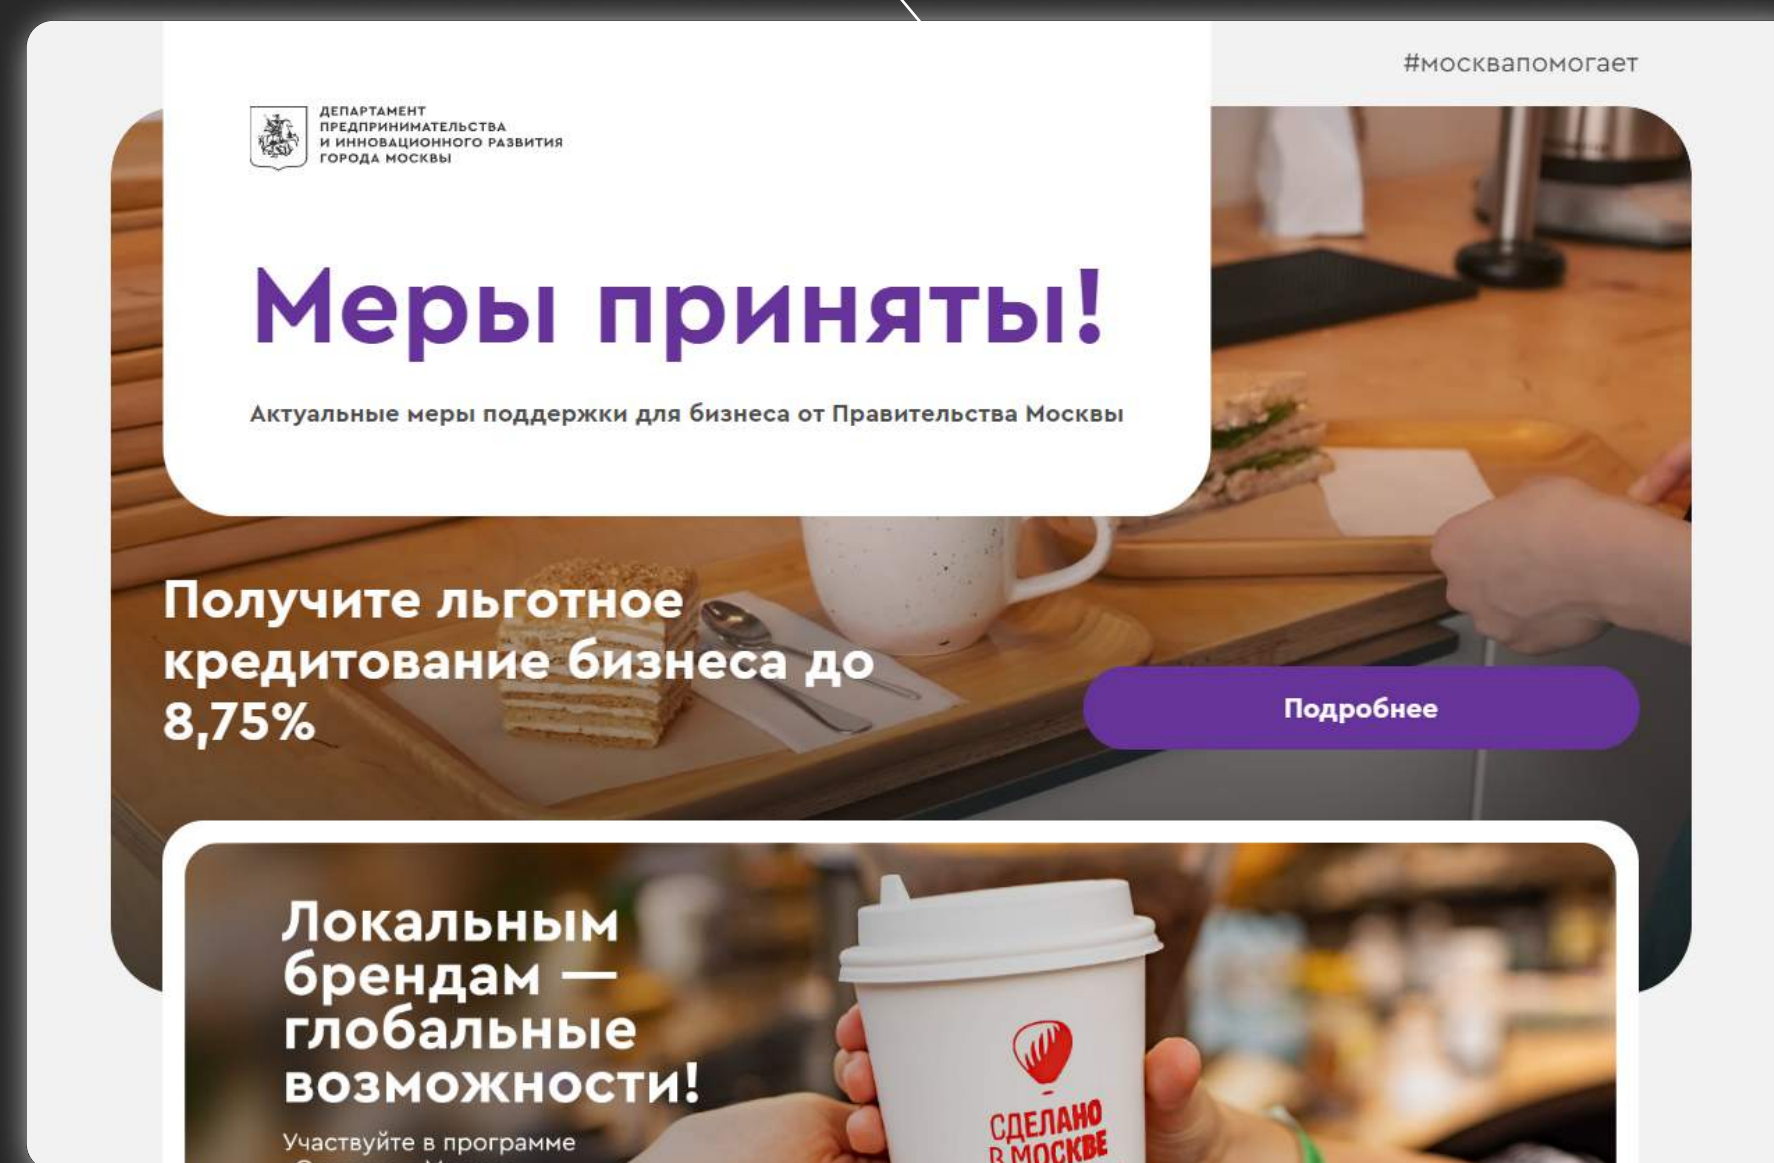 #москвапомогает
ДЕПАРТАМЕНТ
ПРЕДПРИНИМАТЕЛЬСТВА
И ИННОВАЦИОННОГО РАЗВИТИЯ
ГОРОДА МОСКВЫ
Меры приняты!
Актуальные меры поддержки для бизнеса от Правительства Москвы
Получите льготное
кредитование бизнеса до
8,75%
Подробнее
Локальным
брендам —
глобальные
возможности!
Участвуйте в программе
СДЕЛАНО
В МОСКВЕ